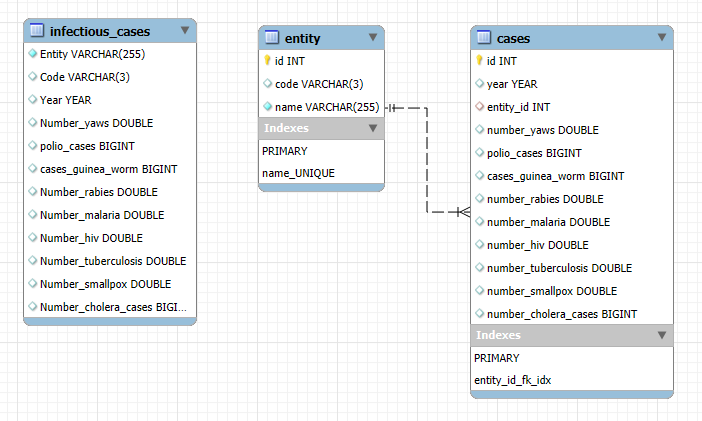 infectious_cases
Entity VARCHAR(255)
Code VARCHAR(3)
Year YEAR
Number_yaws DOUBLE
polio_cases BIGINT
cases_guinea_worm BIGINT
Number_rabies DOUBLE
Number_malaria DOUBLE
Number_hiv DOUBLE
Number_tuberculosis DOUBLE
Number_smallpox DOUBLE
Number_cholera_cases BIGI...
entity
id INT
code VARCHAR(3)
name VARCHAR(255)
Indexes
PRIMARY
name_UNIQUE
cases
id INT
year YEAR
entity_id INT
number_yaws DOUBLE
polio_cases BIGINT
cases_guinea_worm BIGINT
number_rabies DOUBLE
number_malaria DOUBLE
number_hiv DOUBLE
number_tuberculosis DOUBLE
number_smallpox DOUBLE
number_cholera_cases BIGINT
Indexes
PRIMARY
entity_id_fk_idx